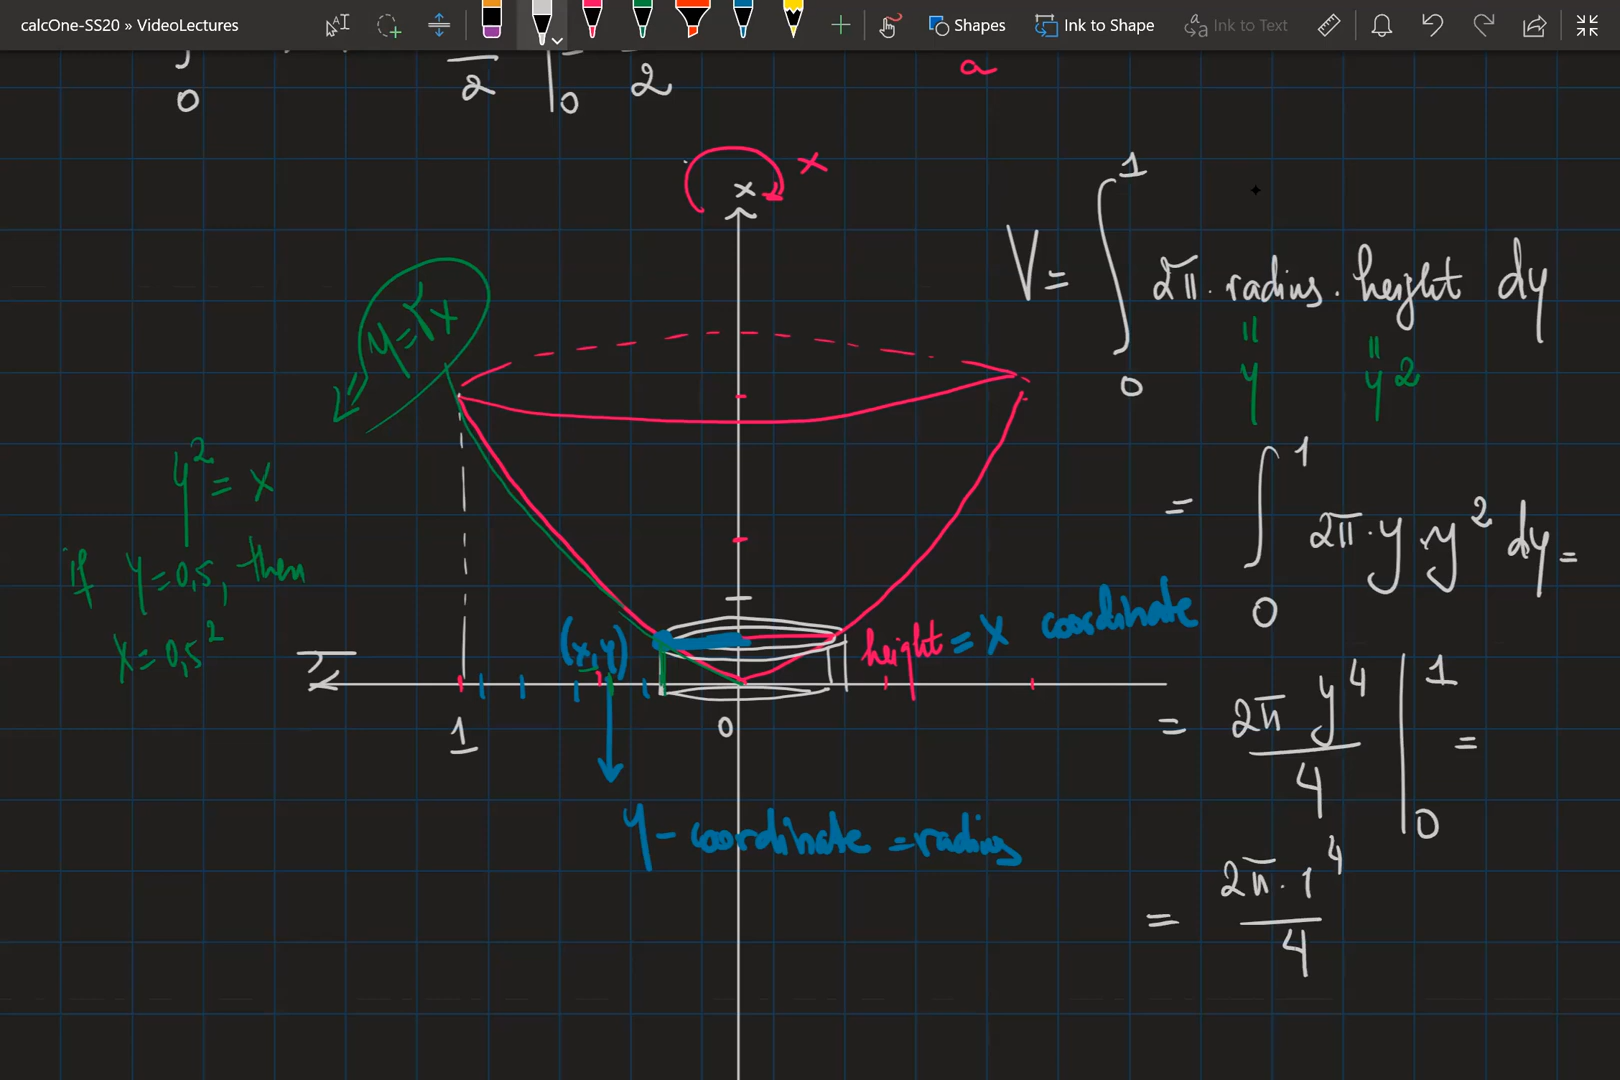 calcOne-SS20 » VideoLectures
Shapes
Ink to Shape
Ink to Text
0
2
0
2
a
x
x
y = √x
y² = x
if y = 0,5, then
x = 0,5²
(x, y)
height = x coordinate
1
0
y - coordinate = radius
V = ∫₀¹ 2π · radius · height dy
= y
= y²
= ∫₀¹ 2π · y · y² dy =
= 2π y⁴ / 4 |₀¹ =
= 2π · 1⁴ / 4